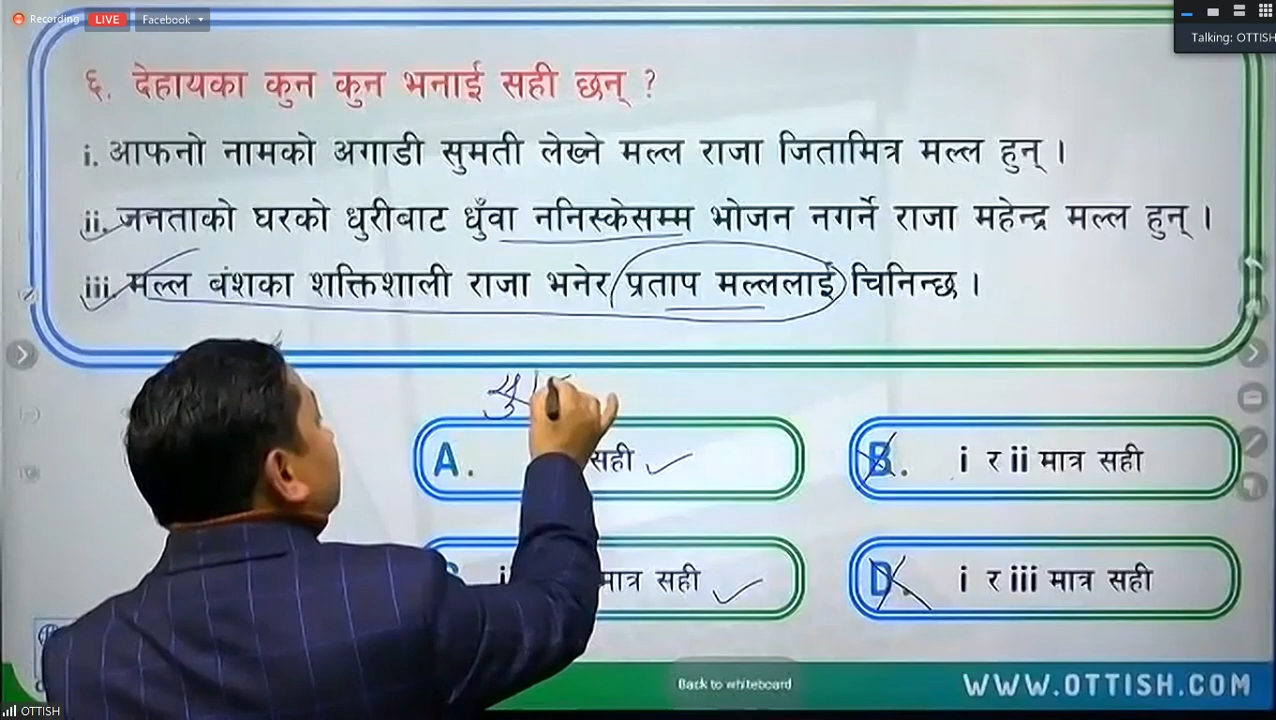 Recording LIVE Facebook
Talking: OTTISH
६. देहायका कुन कुन भनाई सही छन् ?
i. आफनो नामको अगाडी सुमती लेख्ने मल्ल राजा जितामित्र मल्ल हुन् ।
ii. जनताको घरको धुरीबाट धुँवा ननिस्केसम्म भोजन नगर्ने राजा महेन्द्र मल्ल हुन् ।
iii. मल्ल बंशका शक्तिशाली राजा भनेर प्रताप मल्ललाई चिनिन्छ ।
A. सही
B. i र ii मात्र सही
मात्र सही
D. i र iii मात्र सही
Back to whiteboard
WWW.OTTISH.COM
OTTISH